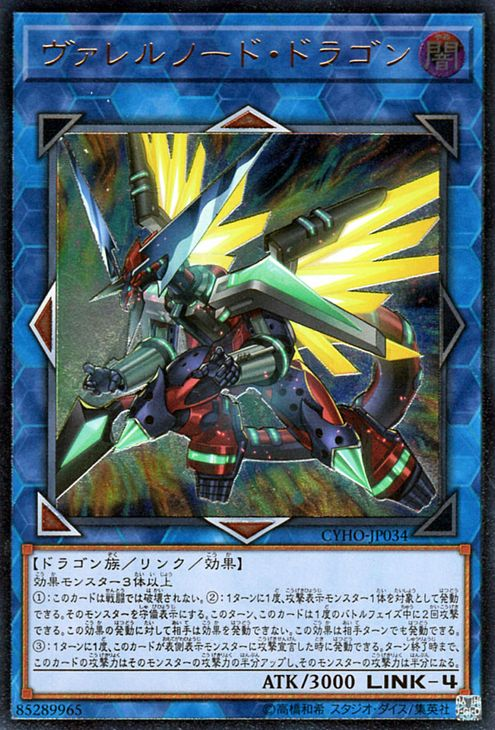 ヴァレルソード・ドラゴン
闇
CYHO-JP034
【ドラゴン族／リンク／効果】
効果モンスター3体以上
①：このカードは戦闘では破壊されない。②：1ターンに1度、攻撃表示モンスター1体を対象として発動
できる。そのモンスターを守備表示にする。このターン、このカードは1度のバトルフェイズ中に2回攻撃
できる。この効果の発動に対して相手は効果を発動できない。この効果は相手ターンでも発動できる。
③：1ターンに1度、このカードが表側表示モンスターに攻撃宣言した時に発動できる。ターン終了時まで、
このカードの攻撃力はそのモンスターの攻撃力の半分アップし、そのモンスターの攻撃力は半分になる。
ATK/3000 LINK-4
85289965
©高橋和希 スタジオ・ダイス/集英社